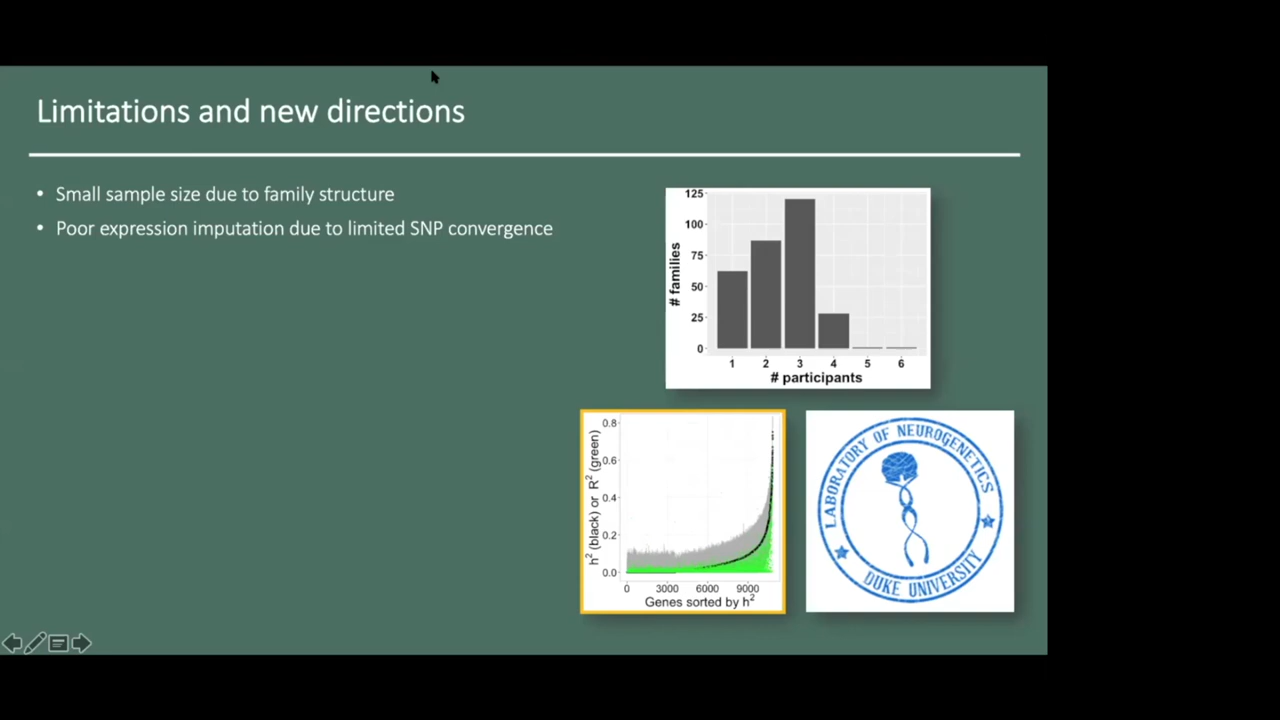 Limitations and new directions
• Small sample size due to family structure
• Poor expression imputation due to limited SNP convergence
125
100
75
50
25
0
# families
1 2 3 4 5 6
# participants
0.8
0.6
0.4
0.2
0.0
h² (black) or R² (green)
0 3000 6000 9000
Genes sorted by h²
LABORATORY OF NEUROGENETICS
DUKE UNIVERSITY